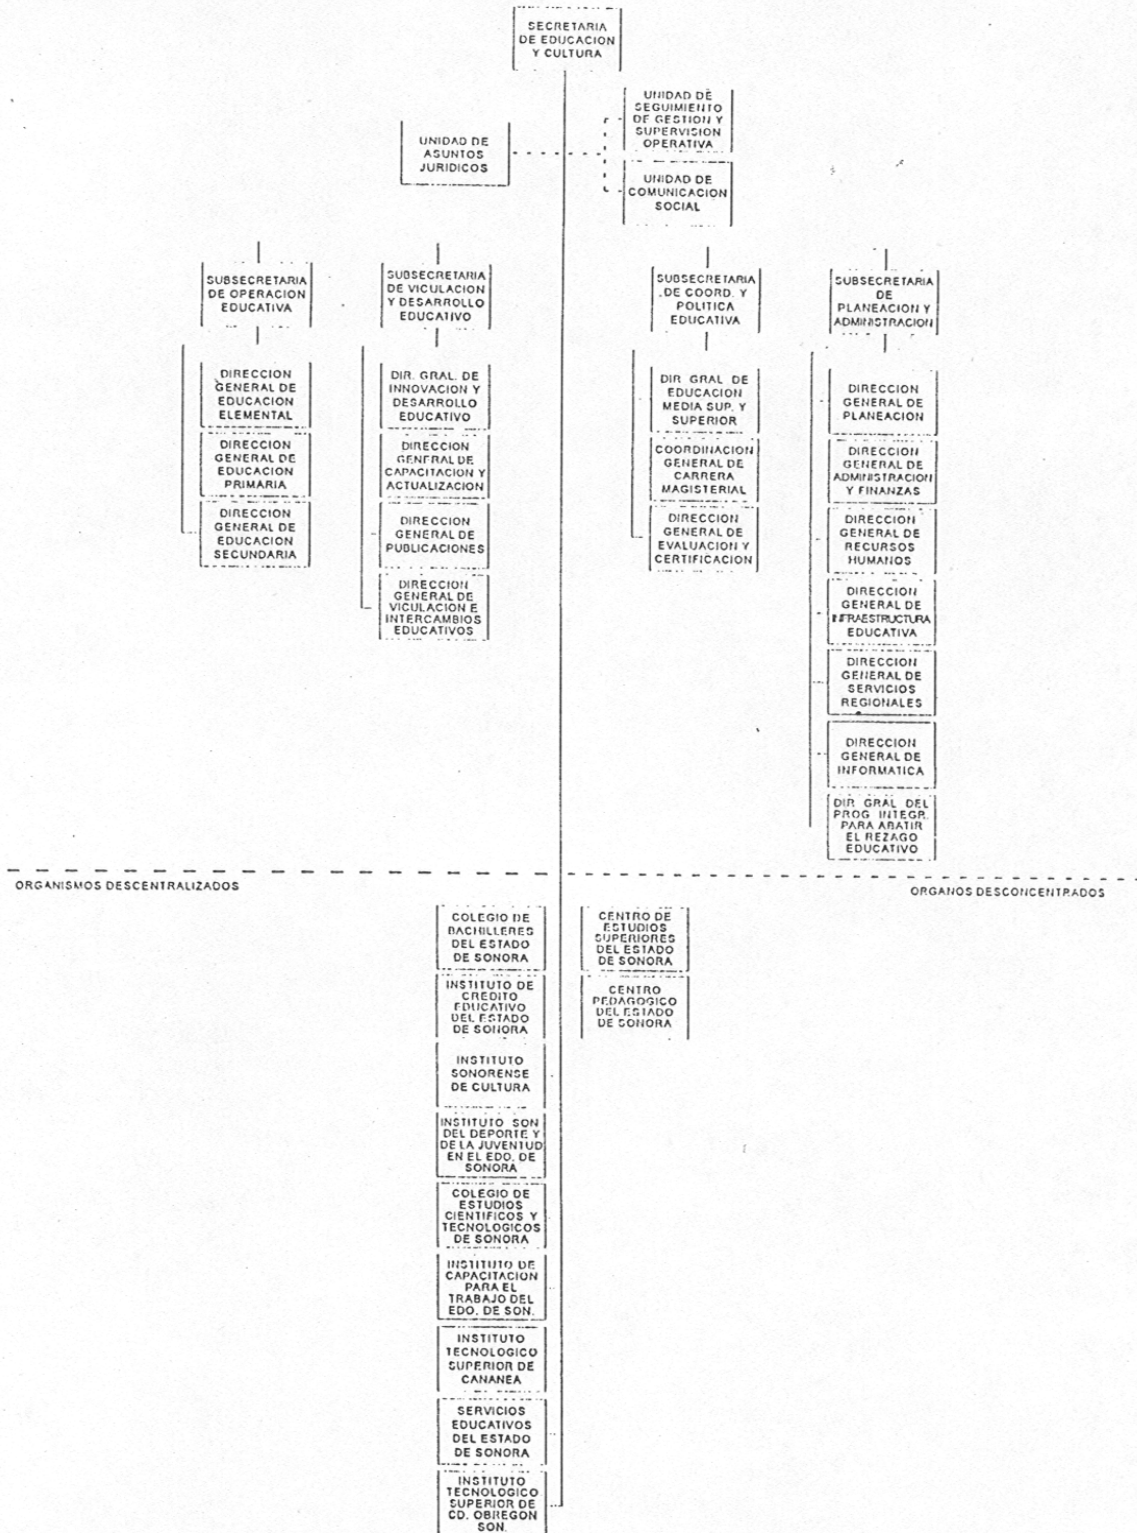 SECRETARIA
DE EDUCACION
Y CULTURA
UNIDAD DE
SEGUIMIENTO
DE GESTION Y
SUPERVISION
OPERATIVA
UNIDAD DE
ASUNTOS
JURIDICOS
UNIDAD DE
COMUNICACION
SOCIAL
SUBSECRETARIA
DE OPERACION
EDUCATIVA
DIRECCION
GENERAL DE
EDUCACION
ELEMENTAL
DIRECCION
GENERAL DE
EDUCACION
PRIMARIA
DIRECCION
GENERAL DE
EDUCACION
SECUNDARIA
SUBSECRETARIA
DE VICULACION
Y DESARROLLO
EDUCATIVO
DIR. GRAL. DE
INNOVACION Y
DESARROLLO
EDUCATIVO
DIRECCION
GENERAL DE
CAPACITACION Y
ACTUALIZACION
DIRECCION
GENERAL DE
PUBLICACIONES
DIRECCION
GENERAL DE
VICULACION E
INTERCAMBIOS
EDUCATIVOS
SUBSECRETARIA
DE COORD. Y
POLITICA
EDUCATIVA
DIR GRAL DE
EDUCACION
MEDIA SUP. Y
SUPERIOR
COORDINACION
GENERAL DE
CARRERA
MAGISTERIAL
DIRECCION
GENERAL DE
EVALUACION Y
CERTIFICACION
SUBSECRETARIA
DE
PLANEACION Y
ADMINISTRACION
DIRECCION
GENERAL DE
PLANEACION
DIRECCION
GENERAL DE
ADMINISTRACION
Y FINANZAS
DIRECCION
GENERAL DE
RECURSOS
HUMANOS
DIRECCION
GENERAL DE
INFRAESTRUCTURA
EDUCATIVA
DIRECCION
GENERAL DE
SERVICIOS
REGIONALES
DIRECCION
GENERAL DE
INFORMATICA
DIR GRAL DEL
PROG INTEGR.
PARA ABATIR
EL REZAGO
EDUCATIVO
ORGANISMOS DESCENTRALIZADOS
ORGANOS DESCONCENTRADOS
COLEGIO DE
BACHILLERES
DEL ESTADO
DE SONORA
INSTITUTO DE
CREDITO
EDUCATIVO
DEL ESTADO
DE SONORA
INSTITUTO
SONORENSE
DE CULTURA
INSTITUTO SON
DEL DEPORTE Y
DE LA JUVENTUD
EN EL EDO. DE
SONORA
COLEGIO DE
ESTUDIOS
CIENTIFICOS Y
TECNOLOGICOS
DE SONORA
INSTITUTO DE
CAPACITACION
PARA EL
TRABAJO DEL
EDO. DE SON.
INSTITUTO
TECNOLOGICO
SUPERIOR DE
CANANEA
SERVICIOS
EDUCATIVOS
DEL ESTADO
DE SONORA
INSTITUTO
TECNOLOGICO
SUPERIOR DE
CD. OBREGON
SON.
CENTRO DE
ESTUDIOS
SUPERIORES
DEL ESTADO
DE SONORA
CENTRO
PEDAGOGICO
DEL ESTADO
DE SONORA